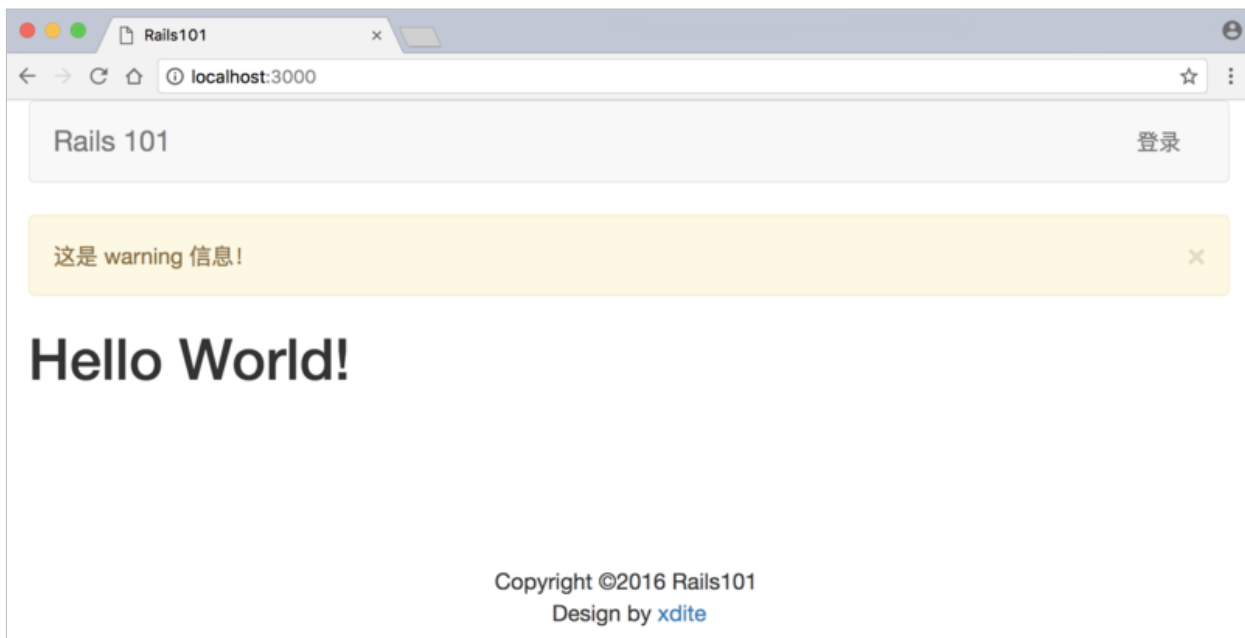 Rails101
localhost:3000
Rails 101
登录
这是 warning 信息!
Hello World!
Copyright ©2016 Rails101
Design by xdite